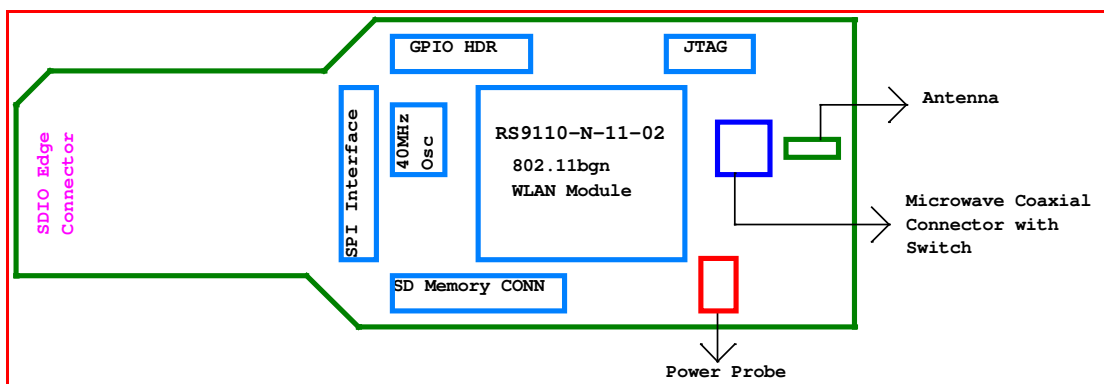 GPIO HDR
JTAG
Antenna
SDIO Edge
Connector
SPI Interface
40MHz
Osc
RS9110-N-11-02
802.11bgn
WLAN Module
Microwave Coaxial
Connector with
Switch
SD Memory CONN
Power Probe